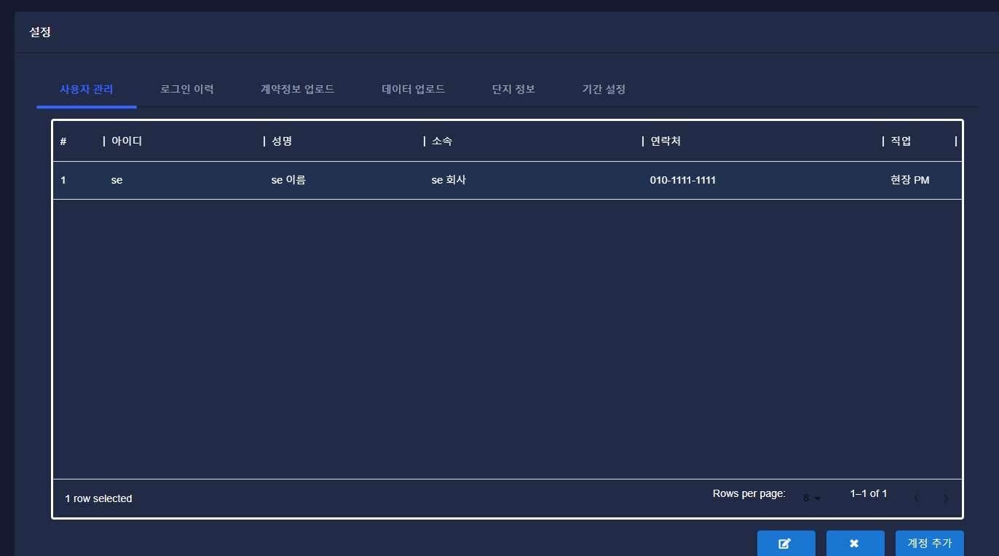 설정
사용자 관리 로그인 이력 계약정보 업로드 데이터 업로드 단지 정보 기간 설정
# 아이디 성명 소속 연락처 직업
1 se se 이름 se 회사 010-1111-1111 현장 PM
1 row selected Rows per page: 8 1–1 of 1
계정 추가